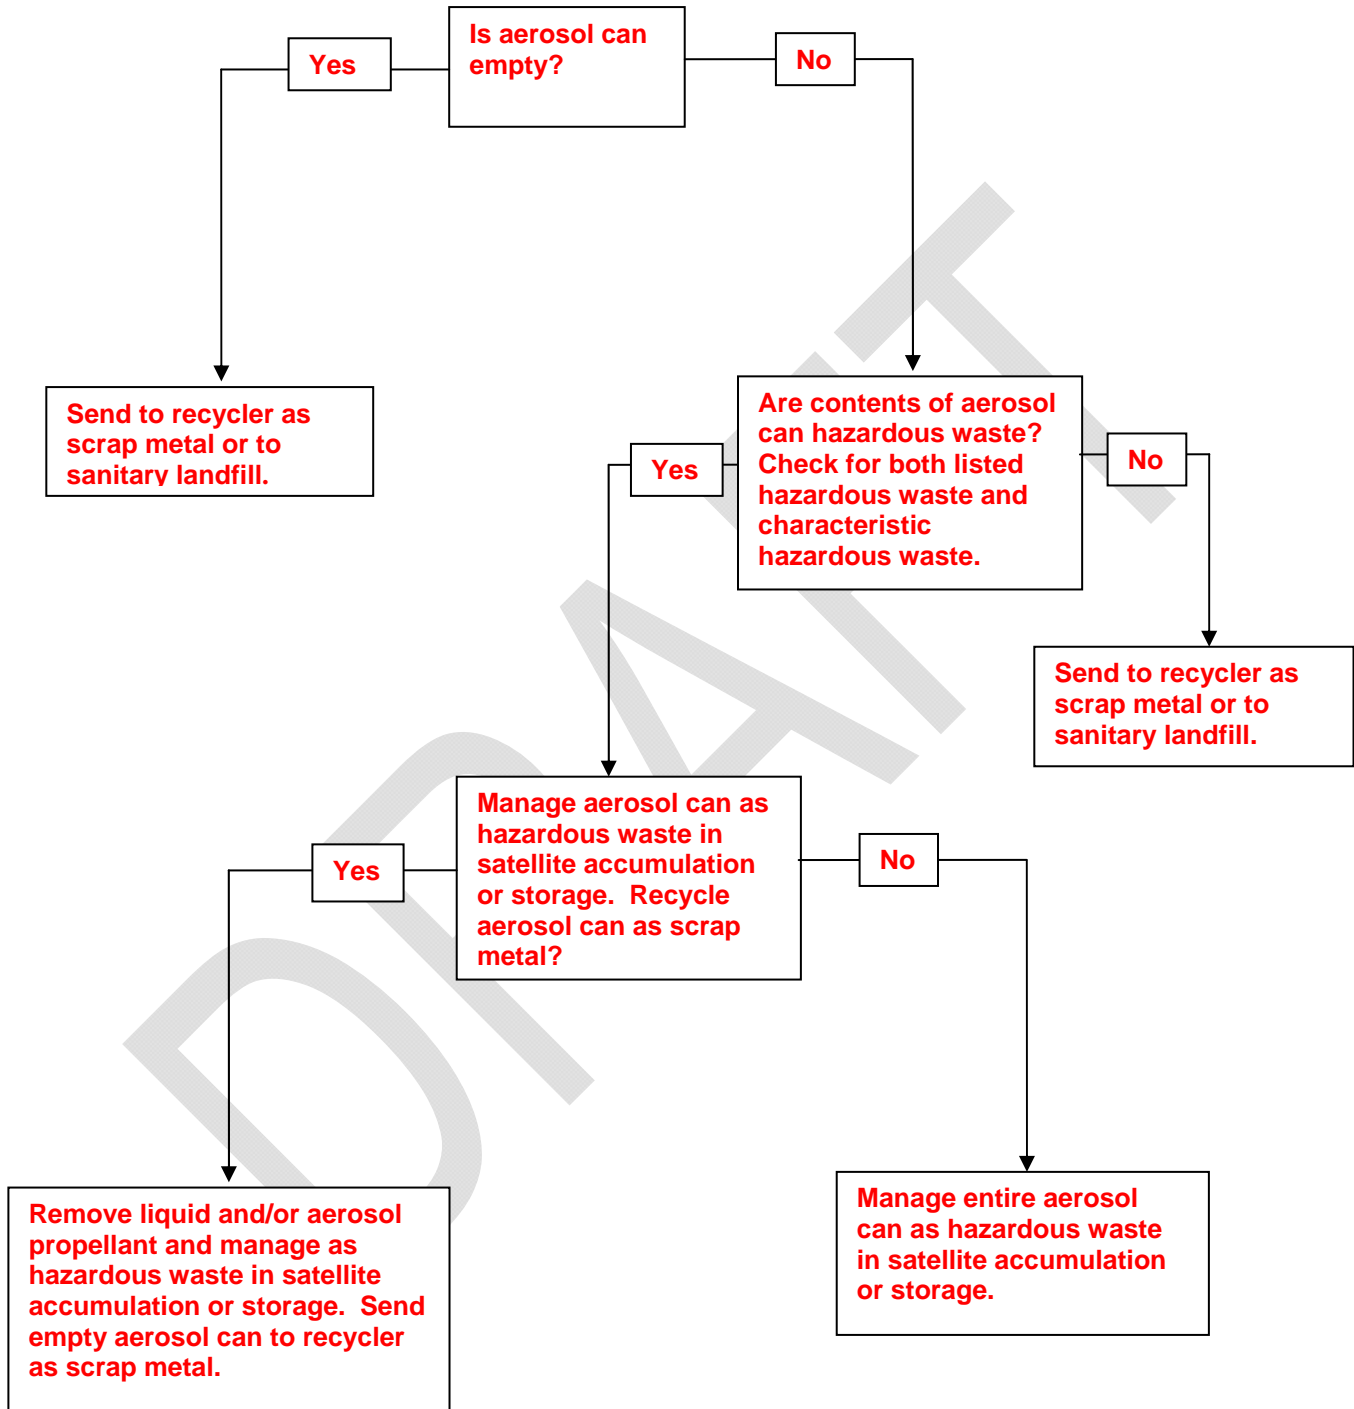 Is aerosol can
empty?
Yes
No
Send to recycler as
scrap metal or to
sanitary landfill.
Are contents of aerosol
can hazardous waste?
Check for both listed
hazardous waste and
characteristic
hazardous waste.
Yes
No
Send to recycler as
scrap metal or to
sanitary landfill.
Manage aerosol can as
hazardous waste in
satellite accumulation
or storage.  Recycle
aerosol can as scrap
metal?
Yes
No
Remove liquid and/or aerosol
propellant and manage as
hazardous waste in satellite
accumulation or storage.  Send
empty aerosol can to recycler
as scrap metal.
Manage entire aerosol
can as hazardous waste
in satellite accumulation
or storage.
DRAFT